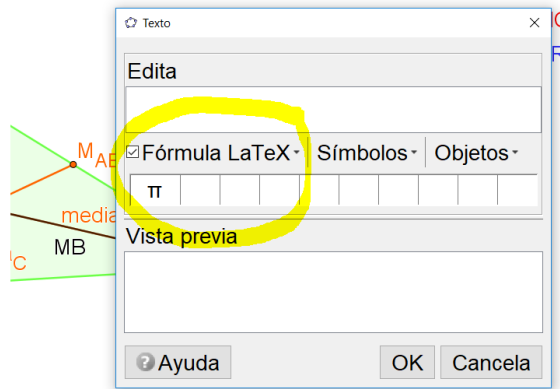 Texto
Edita
Fórmula LaTeX Símbolos Objetos
π
Vista previa
Ayuda OK Cancela
M AB
media
MB
C
R